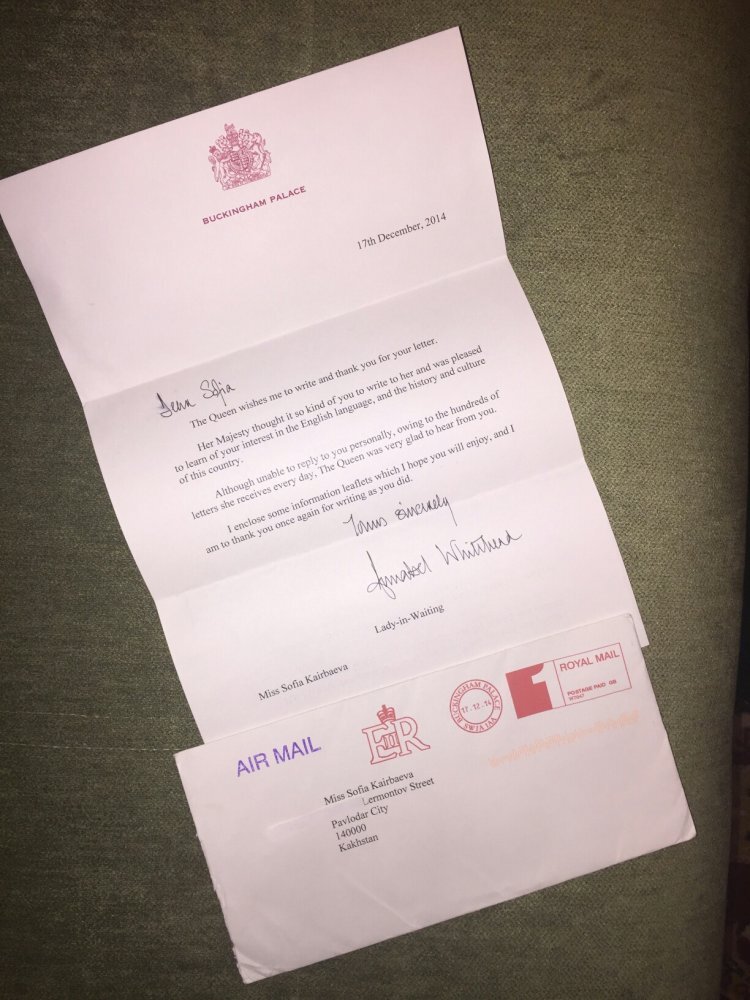 BUCKINGHAM PALACE
17th December, 2014
Dear Sofia
The Queen wishes me to write and thank you for your letter.
Her Majesty thought it so kind of you to write to her and was pleased
to learn of your interest in the English language, and the history and culture
of this country.
Although unable to reply to you personally, owing to the hundreds of
letters she receives every day, The Queen was very glad to hear from you.
I enclose some information leaflets which I hope you will enjoy, and I
am to thank you once again for writing as you did.
Yours sincerely
Annabel Whitehead
Lady-in-Waiting
Miss Sofia Kairbaeva
AIR MAIL
EIIR
BUCKINGHAM PALACE
17.12.14
SW1A 1AA
1
ROYAL MAIL
POSTAGE PAID GB
Miss Sofia Kairbaeva
Lermontov Street
Pavlodar City
140000
Kakhstan